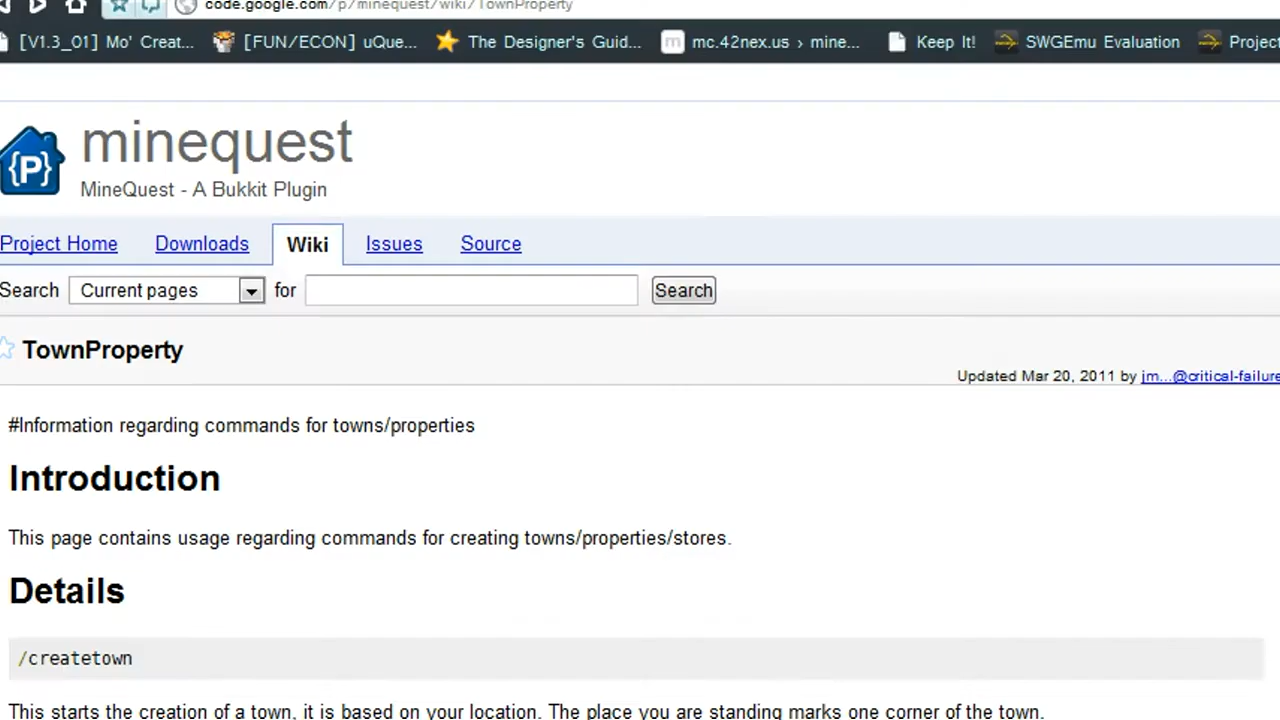 code.google.com/p/minequest/wiki/TownProperty
[V1.3_01] Mo' Creat... [FUN/ECON] uQue... The Designer's Guid... m mc.42nex.us › mine... Keep It! SWGEmu Evaluation Project
{P} minequest
MineQuest - A Bukkit Plugin
Project Home Downloads Wiki Issues Source
Search Current pages for Search
TownProperty
Updated Mar 20, 2011 by jm...@critical-failure
#Information regarding commands for towns/properties
Introduction
This page contains usage regarding commands for creating towns/properties/stores.
Details
/createtown
This starts the creation of a town, it is based on your location. The place you are standing marks one corner of the town.